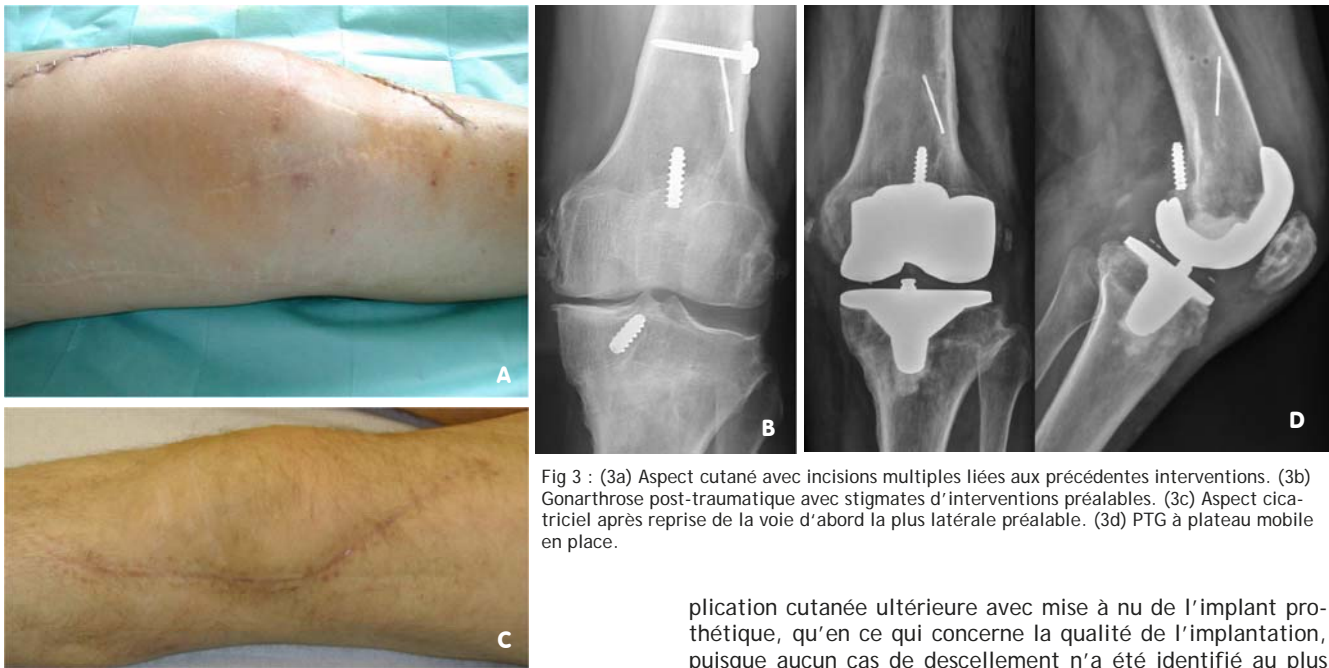 A
B
D
C
Fig 3 : (3a) Aspect cutané avec incisions multiples liées aux précédentes interventions. (3b)
Gonarthrose post-traumatique avec stigmates d'interventions préalables. (3c) Aspect cica-
triciel après reprise de la voie d'abord la plus latérale préalable. (3d) PTG à plateau mobile
en place.
plication cutanée ultérieure avec mise à nu de l'implant pro-
thétique, qu'en ce qui concerne la qualité de l'implantation,
puisque aucun cas de descellement n'a été identifié au plus